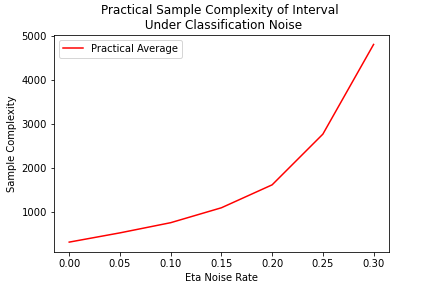 Practical Sample Complexity of Interval
Under Classification Noise
Practical Average
5000
4000
3000
2000
1000
Sample Complexity
0.00 0.05 0.10 0.15 0.20 0.25 0.30
Eta Noise Rate